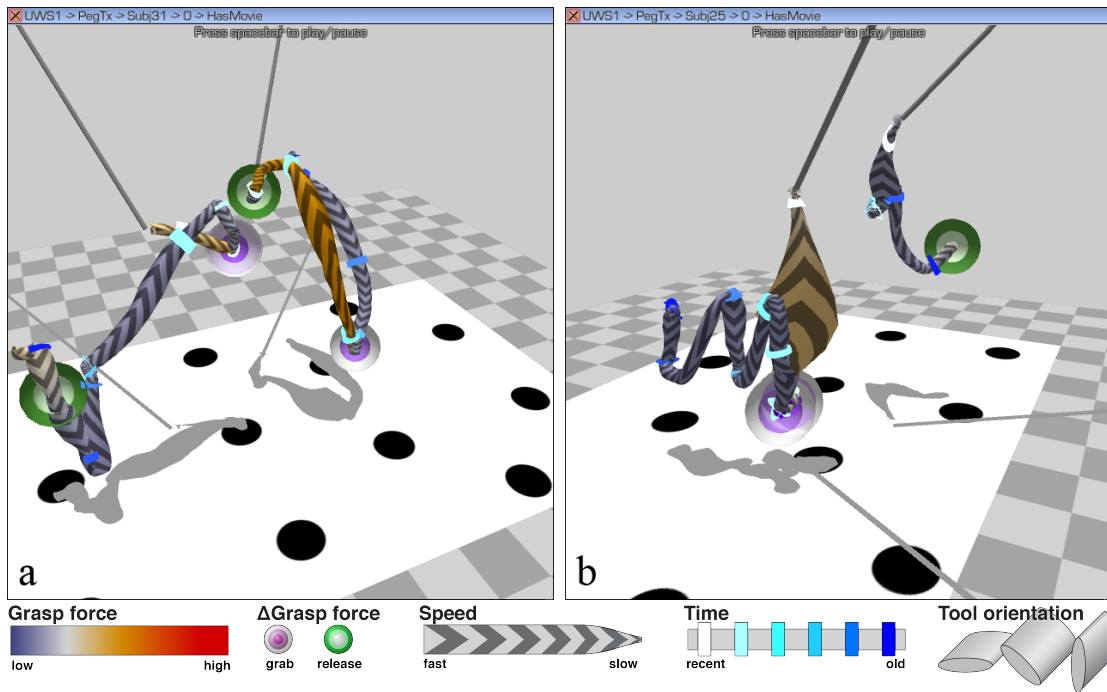 UWS1 -> PegTx -> Subj31 -> 0 -> HasMovie
Press spacebar to play/pause
a
UWS1 -> PegTx -> Subj25 -> 0 -> HasMovie
Press spacebar to play/pause
b
Grasp force
low high
ΔGrasp force
grab release
Speed
fast slow
Time
recent old
Tool orientation